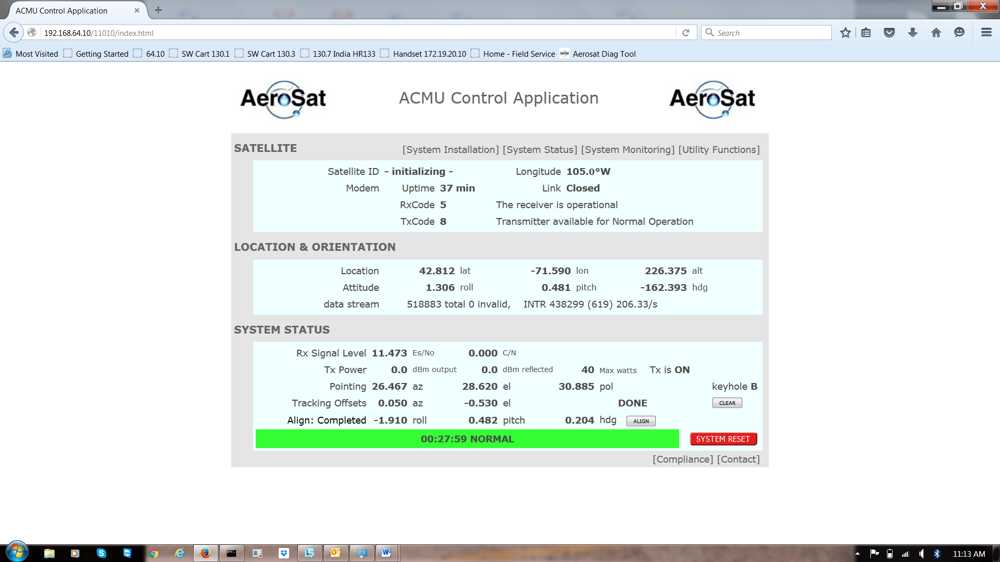 ACMU Control Application
192.168.64.10/11010/index.html
Search
Most Visited Getting Started 64.10 SW Cart 130.1 SW Cart 130.3 130.7 India HR133 Handset 172.19.20.10 Home - Field Service Aerosat Diag Tool
AeroSat ACMU Control Application AeroSat
SATELLITE [System Installation] [System Status] [System Monitoring] [Utility Functions]
Satellite ID - initializing - Longitude 105.0°W
Modem Uptime 37 min Link Closed
RxCode 5 The receiver is operational
TxCode 8 Transmitter available for Normal Operation
LOCATION & ORIENTATION
Location 42.812 lat -71.590 lon 226.375 alt
Attitude 1.306 roll 0.481 pitch -162.393 hdg
data stream 518883 total 0 invalid, INTR 438299 (619) 206.33/s
SYSTEM STATUS
Rx Signal Level 11.473 Es/No 0.000 C/N
Tx Power 0.0 dBm output 0.0 dBm reflected 40 Max watts Tx is ON
Pointing 26.467 az 28.620 el 30.885 pol keyhole B
Tracking Offsets 0.050 az -0.530 el DONE CLEAR
Align: Completed -1.910 roll 0.482 pitch 0.204 hdg ALIGN
00:27:59 NORMAL SYSTEM RESET
[Compliance] [Contact]
11:13 AM